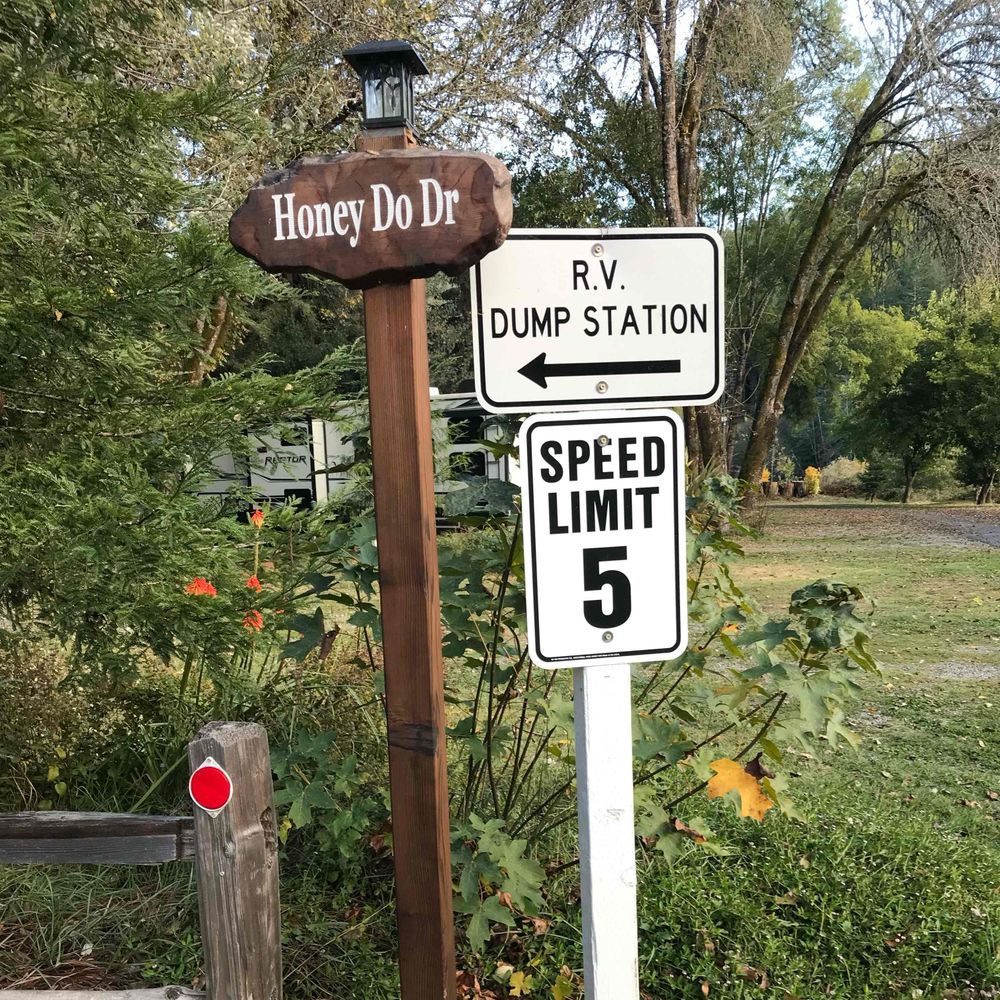 Honey Do Dr
R.V.
DUMP STATION
SPEED
LIMIT
5